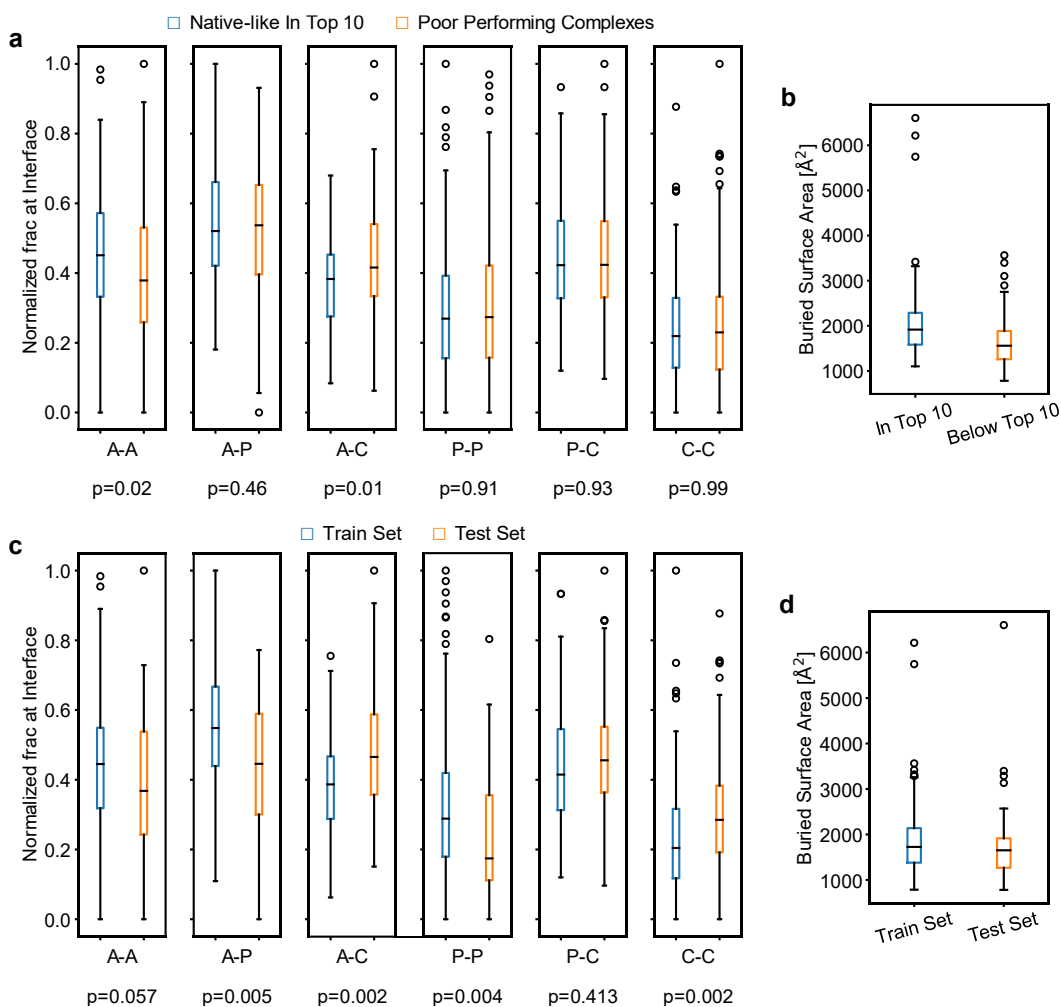 Native-like In Top 10 Poor Performing Complexes
a
Normalized frac at Interface
1.0
0.8
0.6
0.4
0.2
0.0
A-A A-P A-C P-P P-C C-C
p=0.02 p=0.46 p=0.01 p=0.91 p=0.93 p=0.99
b
Buried Surface Area [Å²]
6000
5000
4000
3000
2000
1000
In Top 10 Below Top 10
Train Set Test Set
c
Normalized frac at Interface
1.0
0.8
0.6
0.4
0.2
0.0
A-A A-P A-C P-P P-C C-C
p=0.057 p=0.005 p=0.002 p=0.004 p=0.413 p=0.002
d
Buried Surface Area [Å²]
6000
5000
4000
3000
2000
1000
Train Set Test Set